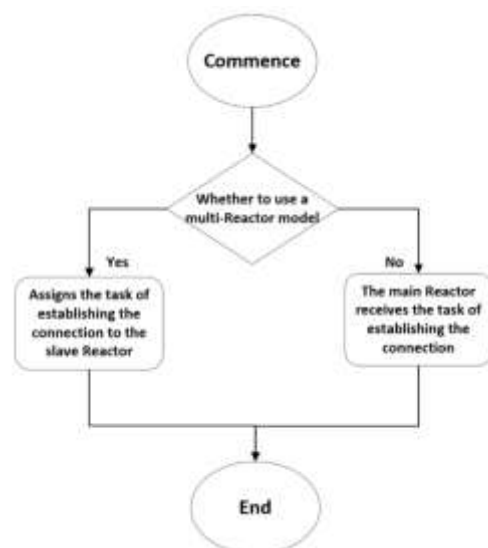 Commence
Whether to use a
multi-Reactor model
Yes
No
Assigns the task of
establishing the
connection to the
slave Reactor
The main Reactor
receives the task of
establishing the
connection
End